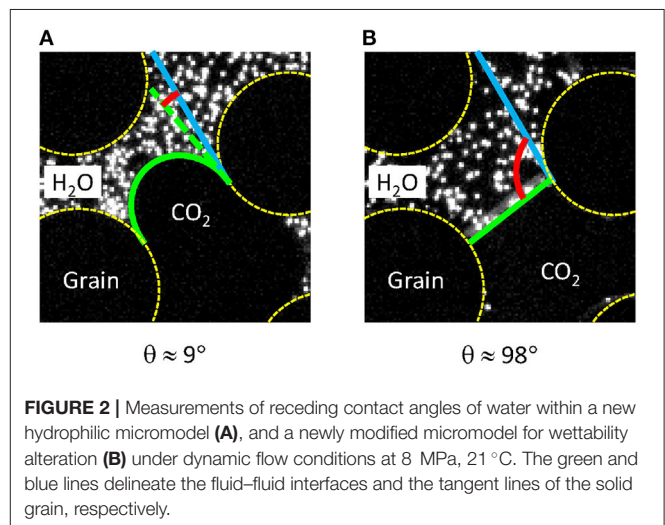 A
B
H₂O
CO₂
Grain
H₂O
CO₂
Grain
θ ≈ 9°
θ ≈ 98°
FIGURE 2 | Measurements of receding contact angles of water within a new
hydrophilic micromodel (A), and a newly modified micromodel for wettability
alteration (B) under dynamic flow conditions at 8 MPa, 21 °C. The green and
blue lines delineate the fluid–fluid interfaces and the tangent lines of the solid
grain, respectively.